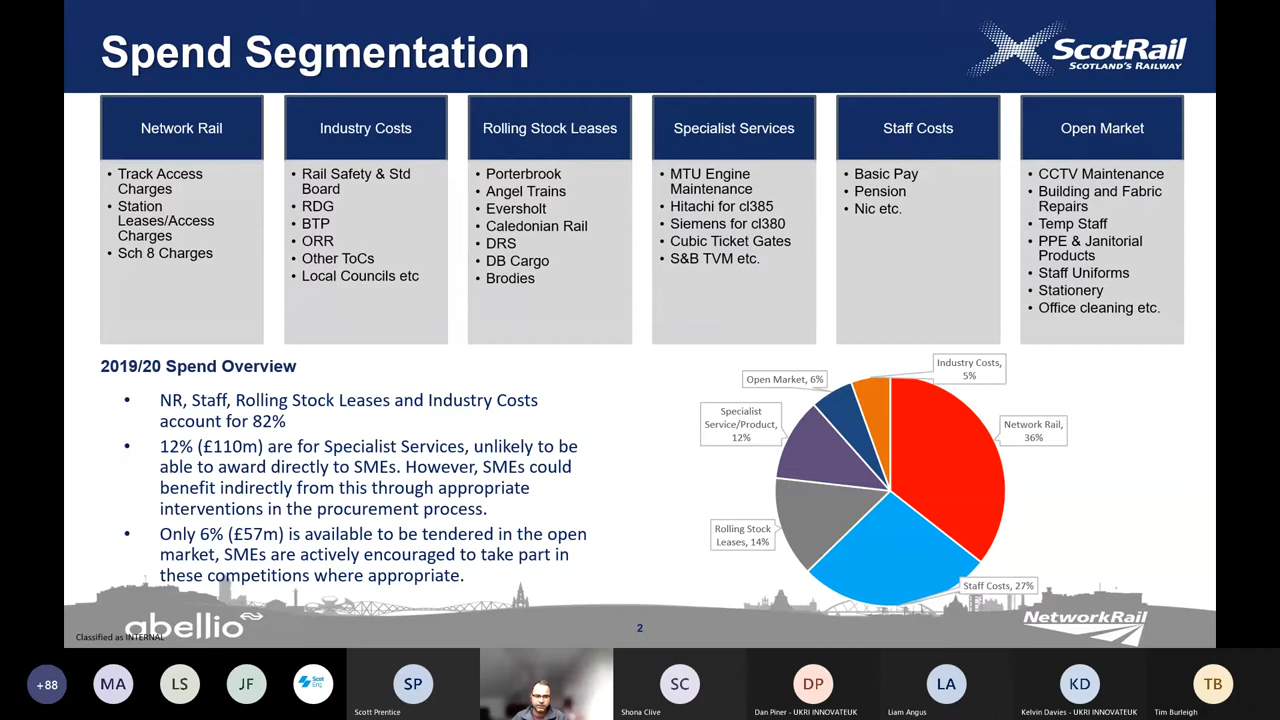 Spend Segmentation
ScotRail
SCOTLAND'S RAILWAY
Network Rail
• Track Access
Charges
• Station
Leases/Access
Charges
• Sch 8 Charges
Industry Costs
• Rail Safety & Std
Board
• RDG
• BTP
• ORR
• Other ToCs
• Local Councils etc
Rolling Stock Leases
• Porterbrook
• Angel Trains
• Eversholt
• Caledonian Rail
• DRS
• DB Cargo
• Brodies
Specialist Services
• MTU Engine
Maintenance
• Hitachi for cl385
• Siemens for cl380
• Cubic Ticket Gates
• S&B TVM etc.
Staff Costs
• Basic Pay
• Pension
• Nic etc.
Open Market
• CCTV Maintenance
• Building and Fabric
Repairs
• Temp Staff
• PPE & Janitorial
Products
• Staff Uniforms
• Stationery
• Office cleaning etc.
2019/20 Spend Overview
• NR, Staff, Rolling Stock Leases and Industry Costs
account for 82%
• 12% (£110m) are for Specialist Services, unlikely to be
able to award directly to SMEs. However, SMEs could
benefit indirectly from this through appropriate
interventions in the procurement process.
• Only 6% (£57m) is available to be tendered in the open
market, SMEs are actively encouraged to take part in
these competitions where appropriate.
Industry Costs,
5%
Open Market, 6%
Specialist
Service/Product,
12%
Network Rail,
36%
Rolling Stock
Leases, 14%
Staff Costs, 27%
abellio
Classified as INTERNAL
2
NetworkRail
+88
MA
LS
JF
Scot
Eng
SP
Scott Prentice
SC
Shona Clive
DP
Dan Piner - UKRI INNOVATEUK
LA
Liam Angus
KD
Kelvin Davies - UKRI INNOVATEUK
TB
Tim Burleigh